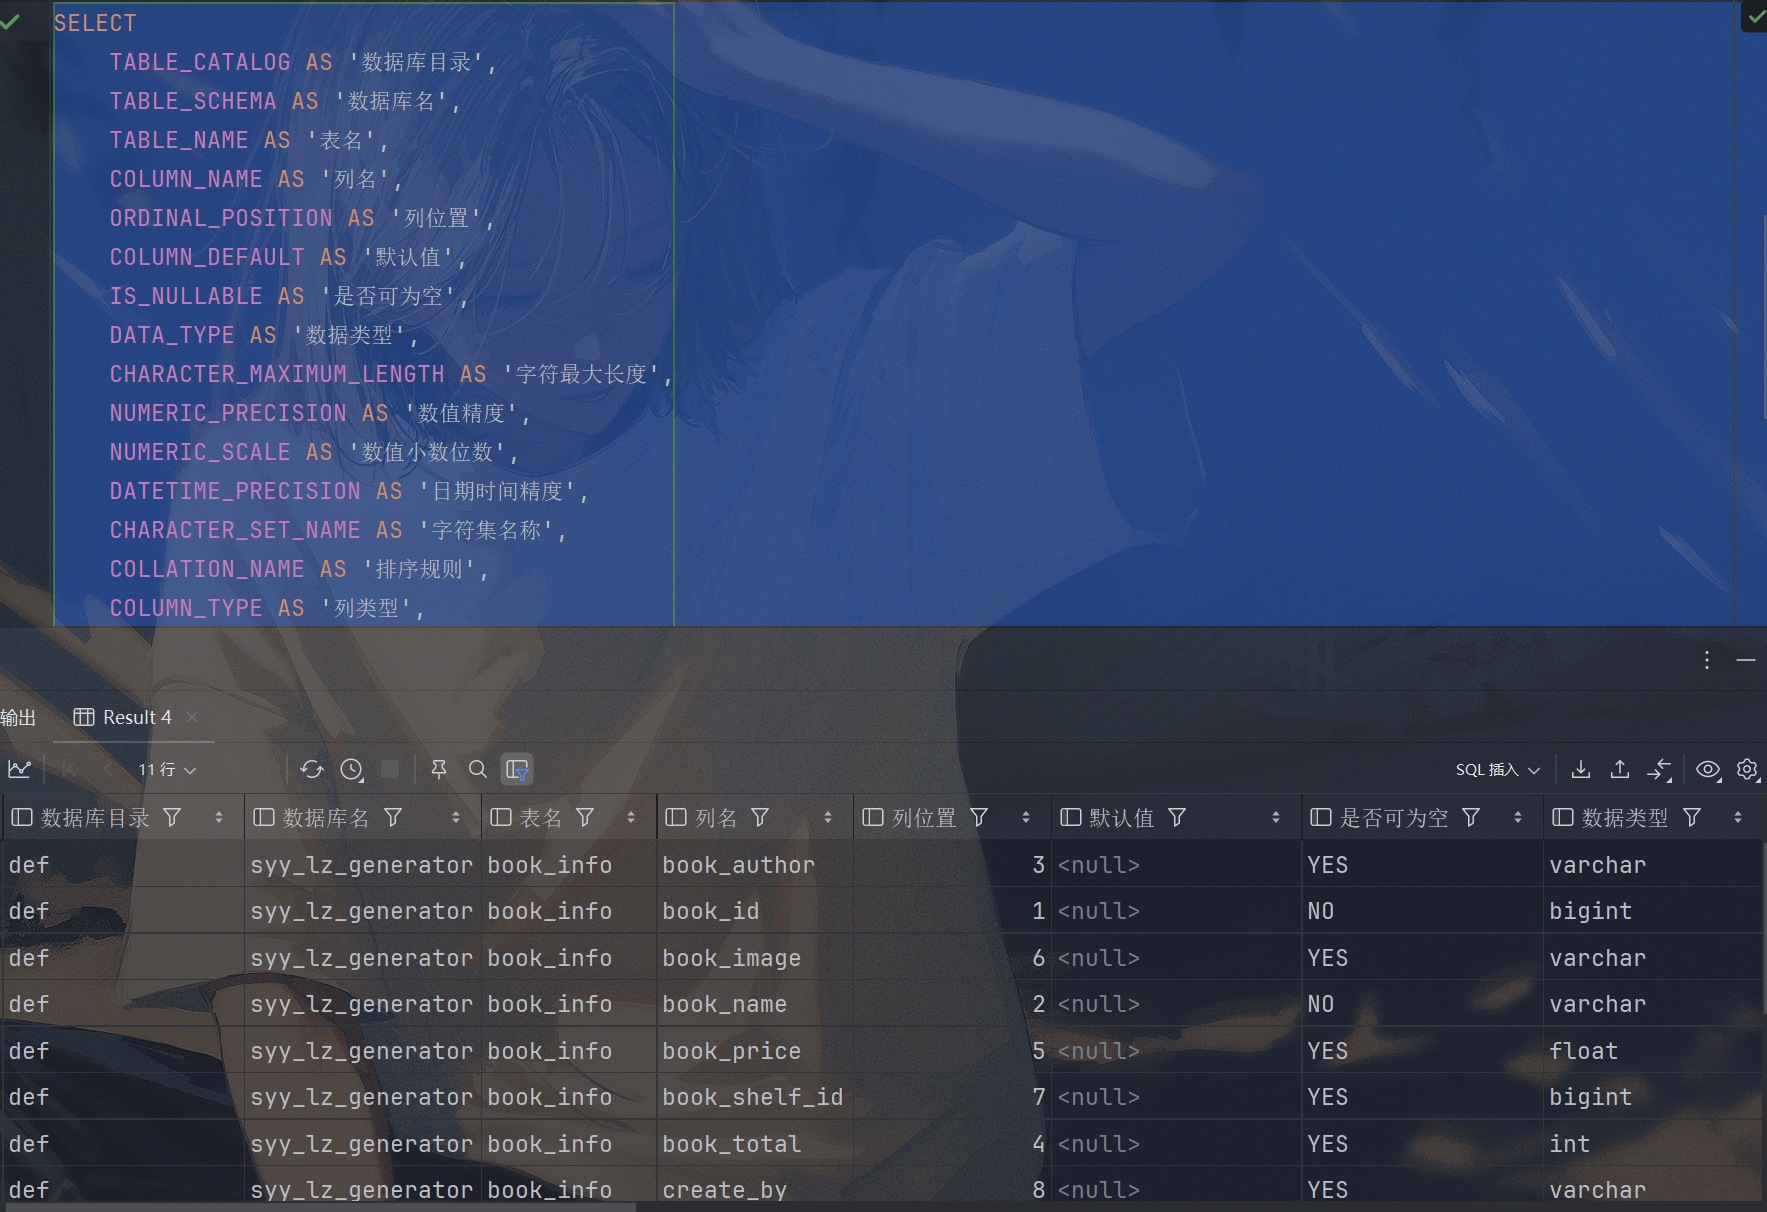 SELECT
TABLE_CATALOG AS '数据库目录',
TABLE_SCHEMA AS '数据库名',
TABLE_NAME AS '表名',
COLUMN_NAME AS '列名',
ORDINAL_POSITION AS '列位置',
COLUMN_DEFAULT AS '默认值',
IS_NULLABLE AS '是否可为空',
DATA_TYPE AS '数据类型',
CHARACTER_MAXIMUM_LENGTH AS '字符最大长度',
NUMERIC_PRECISION AS '数值精度',
NUMERIC_SCALE AS '数值小数位数',
DATETIME_PRECISION AS '日期时间精度',
CHARACTER_SET_NAME AS '字符集名称',
COLLATION_NAME AS '排序规则',
COLUMN_TYPE AS '列类型',
输出 Result 4
11 行 SQL 插入
数据库目录 数据库名 表名 列名 列位置 默认值 是否可为空 数据类型
def syy_lz_generator book_info book_author 3 <null> YES varchar
def syy_lz_generator book_info book_id 1 <null> NO bigint
def syy_lz_generator book_info book_image 6 <null> YES varchar
def syy_lz_generator book_info book_name 2 <null> NO varchar
def syy_lz_generator book_info book_price 5 <null> YES float
def syy_lz_generator book_info book_shelf_id 7 <null> YES bigint
def syy_lz_generator book_info book_total 4 <null> YES int
def syy_lz_generator book_info create_by 8 <null> YES varchar